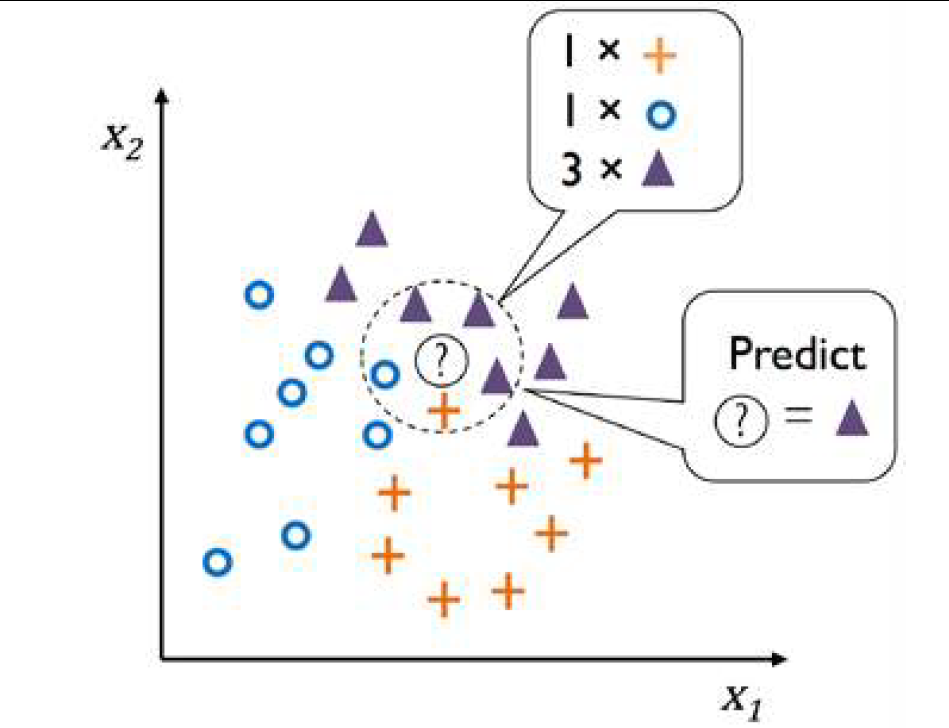 1 ×
1 ×
3 ×
x₂
?
Predict
? =
x₁